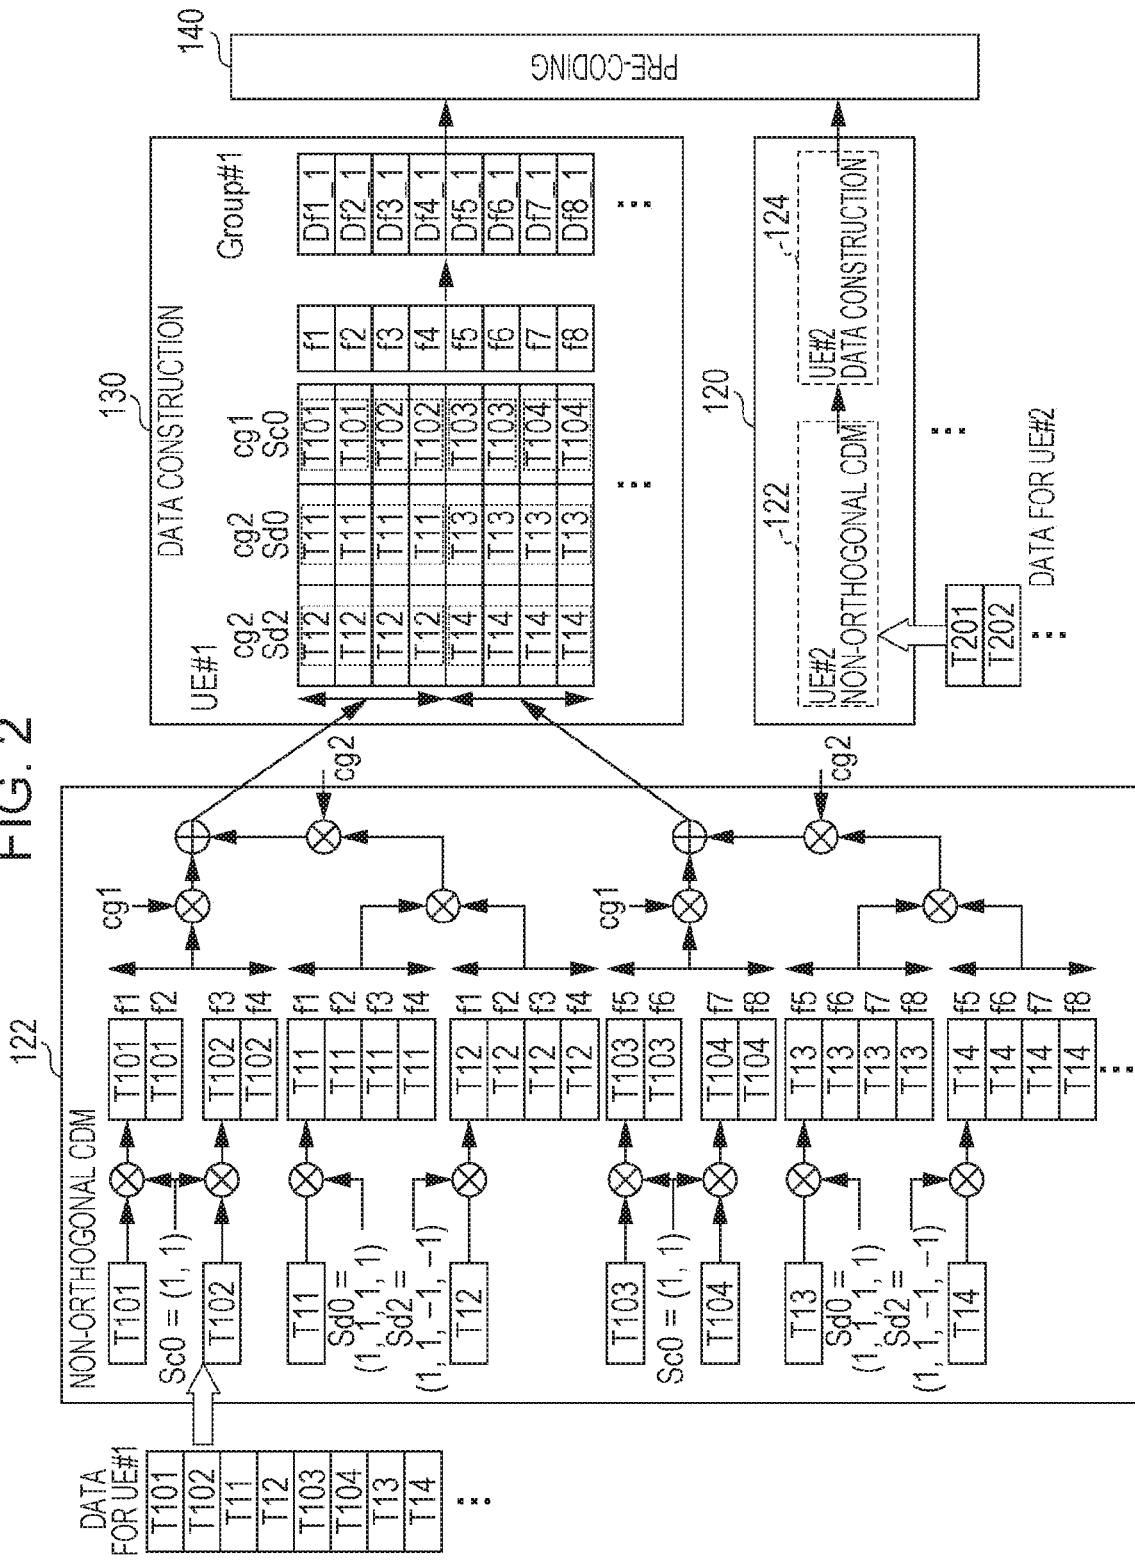 FIG. 2
DATA
FOR UE#1
T101
T102
T11
T12
T103
T104
T13
T14
122
NON-ORTHOGONAL CDM
T101
Sc0 = (1, 1)
T102
T11
Sd0 =
(1, 1, 1, 1)
Sd2 =
(1, 1, −1, −1)
T12
T103
Sc0 = (1, 1)
T104
T13
Sd0 =
(1, 1, 1, 1)
Sd2 =
(1, 1, −1, −1)
T14
T101 f1
T101 f2
T102 f3
T102 f4
T11 f1
T11 f2
T11 f3
T11 f4
T12 f1
T12 f2
T12 f3
T12 f4
T103 f5
T103 f6
T104 f7
T104 f8
T13 f5
T13 f6
T13 f7
T13 f8
T14 f5
T14 f6
T14 f7
T14 f8
cg1
cg2
cg1
cg2
130
DATA CONSTRUCTION
UE#1
cg2 cg2 cg1
Sd2 Sd0 Sc0
Group#1
T12 T11 T101 f1 Df1_1
T12 T11 T101 f2 Df2_1
T12 T11 T102 f3 Df3_1
T12 T11 T102 f4 Df4_1
T14 T13 T103 f5 Df5_1
T14 T13 T103 f6 Df6_1
T14 T13 T104 f7 Df7_1
T14 T13 T104 f8 Df8_1
120
122
UE#2
NON-ORTHOGONAL CDM
124
UE#2
DATA CONSTRUCTION
T201
T202
DATA FOR UE#2
140
PRE-CODING